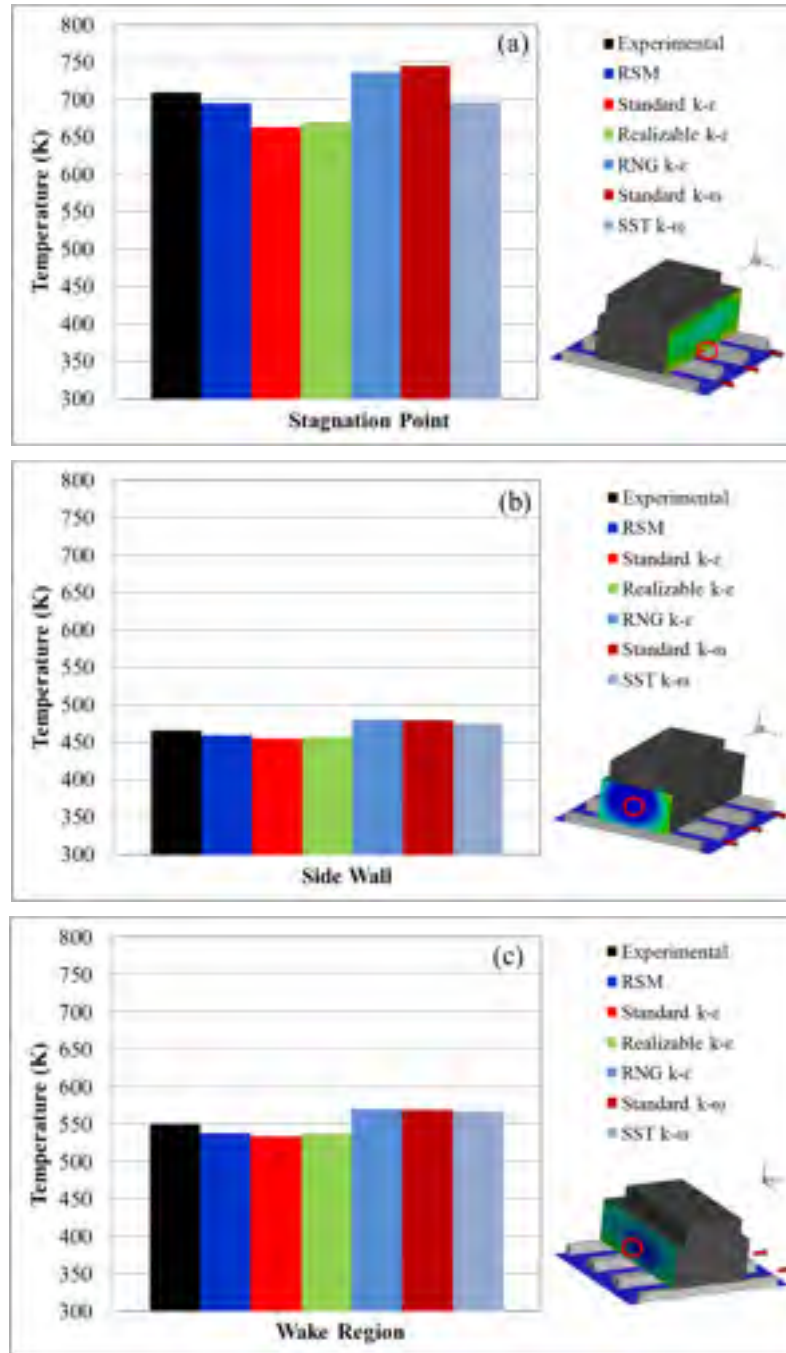 (a)
800
750
700
650
600
550
500
450
400
350
300
Temperature (K)
Stagnation Point
Experimental
RSM
Standard k-ε
Realizable k-ε
RNG k-ε
Standard k-ω
SST k-ω
(b)
800
750
700
650
600
550
500
450
400
350
300
Temperature (K)
Side Wall
Experimental
RSM
Standard k-ε
Realizable k-ε
RNG k-ε
Standard k-ω
SST k-ω
(c)
800
750
700
650
600
550
500
450
400
350
300
Temperature (K)
Wake Region
Experimental
RSM
Standard k-ε
Realizable k-ε
RNG k-ε
Standard k-ω
SST k-ω